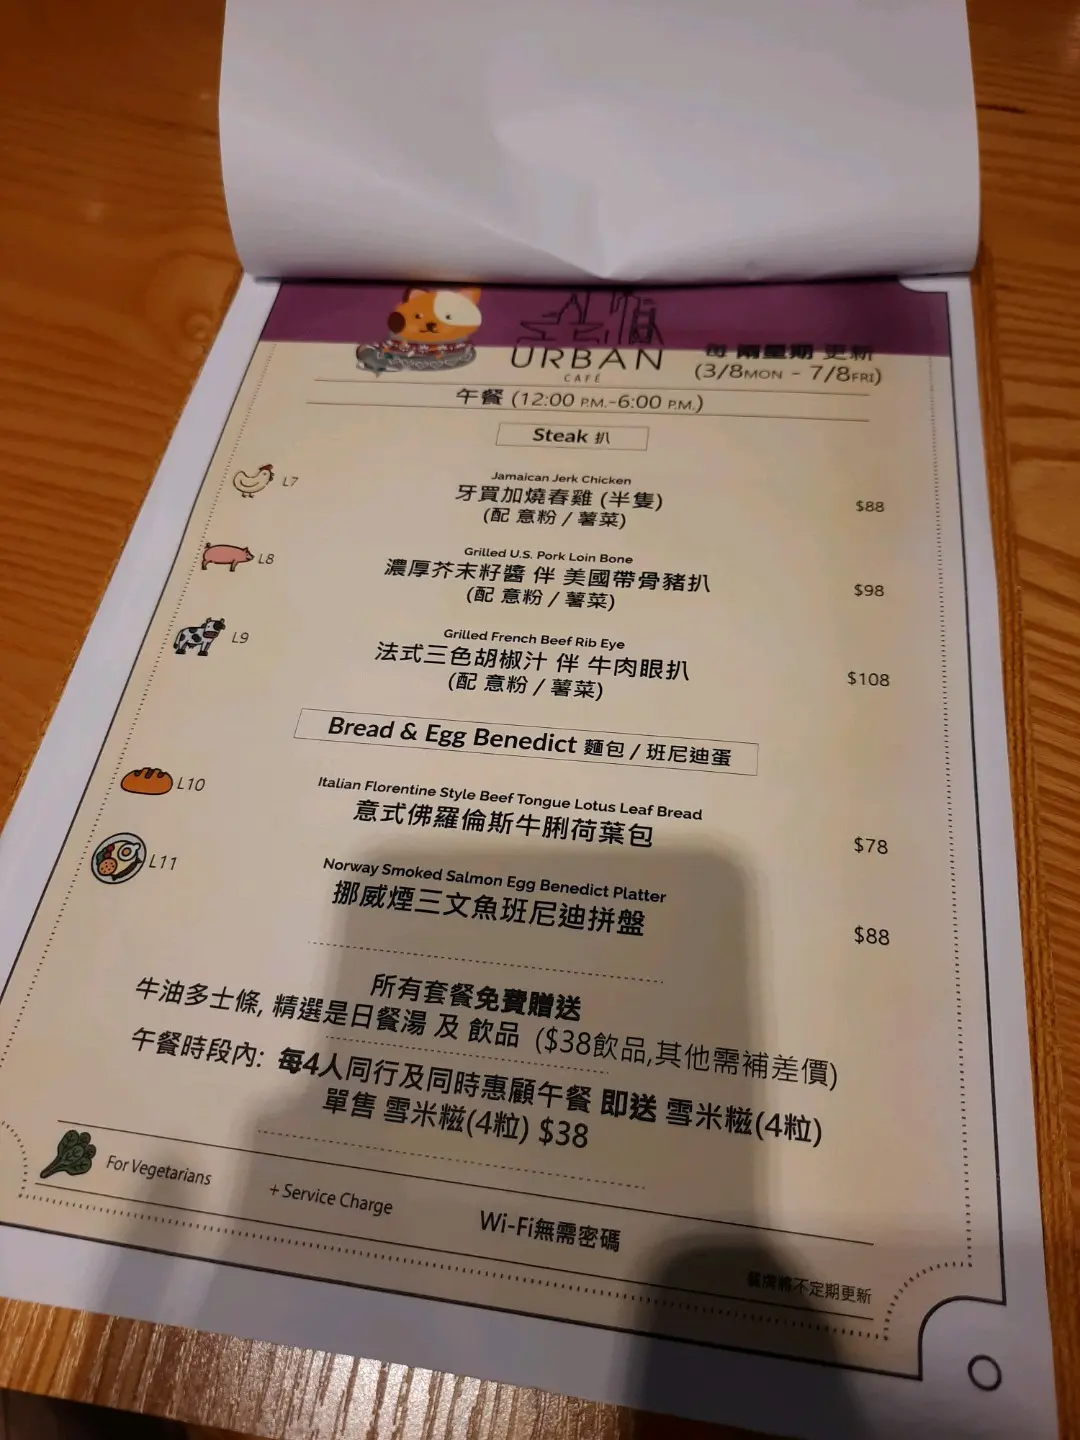 URBAN
CAFÉ
每 兩星期 更新
(3/8MON - 7/8FRI)
午餐 (12:00 P.M.-6:00 P.M.)
Steak 扒
L7
Jamaican Jerk Chicken
牙買加燒春雞 (半隻)
(配 意粉 / 薯菜)
$88
L8
Grilled U.S. Pork Loin Bone
濃厚芥末籽醬 伴 美國帶骨豬扒
(配 意粉 / 薯菜)
$98
L9
Grilled French Beef Rib Eye
法式三色胡椒汁 伴 牛肉眼扒
(配 意粉 / 薯菜)
$108
Bread & Egg Benedict 麵包 / 班尼迪蛋
L10
Italian Florentine Style Beef Tongue Lotus Leaf Bread
意式佛羅倫斯牛脷荷葉包
$78
L11
Norway Smoked Salmon Egg Benedict Platter
挪威煙三文魚班尼迪拼盤
$88
所有套餐免費贈送
牛油多士條, 精選是日餐湯 及 飲品 ($38飲品,其他需補差價)
午餐時段內: 每4人同行及同時惠顧午餐 即送 雪米糍(4粒)
單售 雪米糍(4粒) $38
For Vegetarians
+ Service Charge
Wi-Fi無需密碼
餐牌將不定期更新